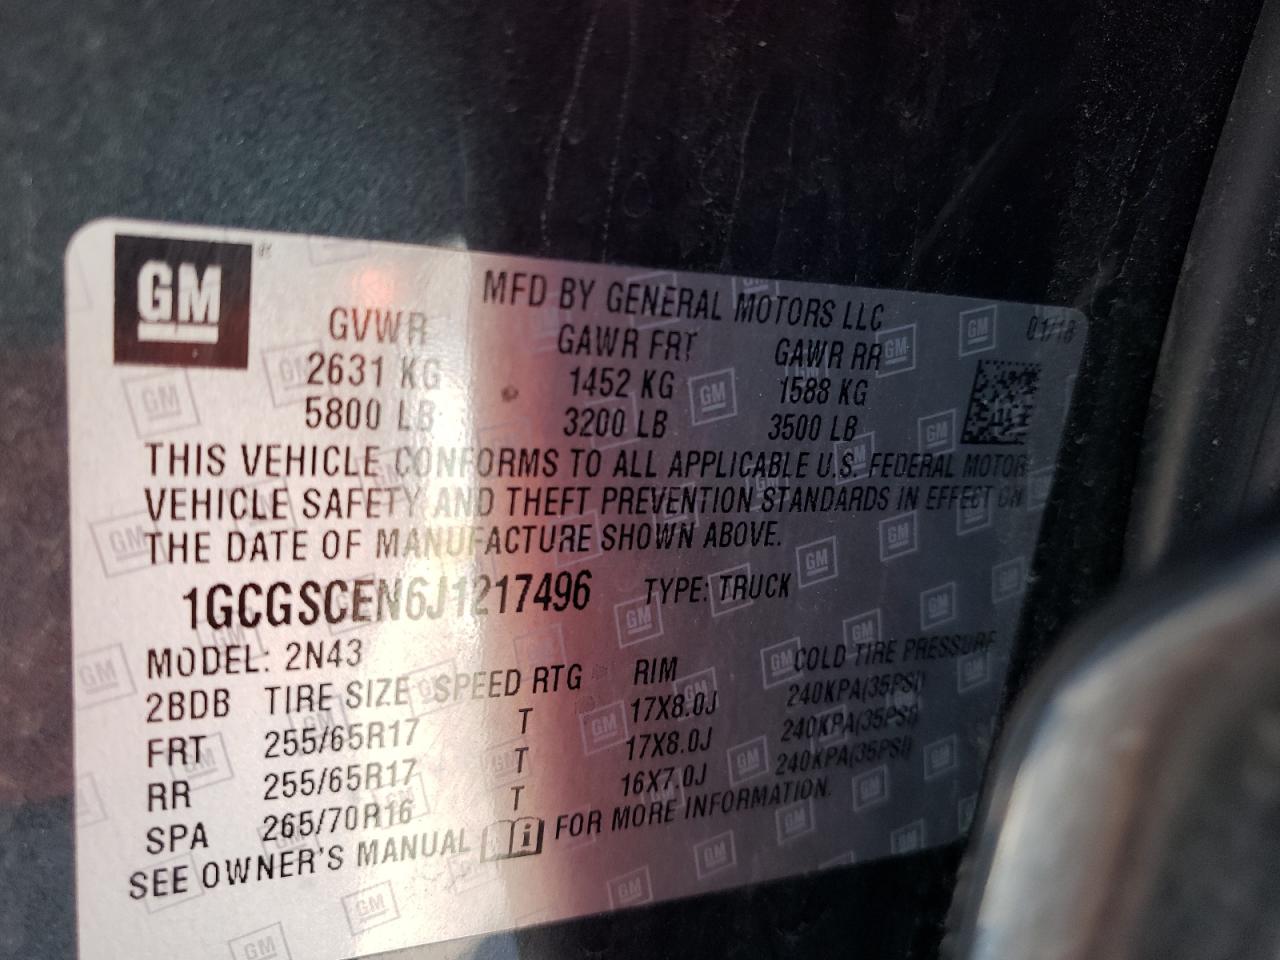 GM
MFD BY GENERAL MOTORS LLC
01/18
GVWR GAWR FRT GAWR RR
2631 KG 1452 KG 1588 KG
5800 LB 3200 LB 3500 LB
THIS VEHICLE CONFORMS TO ALL APPLICABLE U.S. FEDERAL MOTOR
VEHICLE SAFETY AND THEFT PREVENTION STANDARDS IN EFFECT ON
THE DATE OF MANUFACTURE SHOWN ABOVE.
1GCGSCEN6J1217496 TYPE: TRUCK
MODEL: 2N43
2BDB TIRE SIZE SPEED RTG RIM COLD TIRE PRESSURE
FRT 255/65R17 T 17X8.0J 240KPA(35PSI)
RR 255/65R17 T 17X8.0J 240KPA(35PSI)
SPA 265/70R16 T 16X7.0J 240KPA(35PSI)
SEE OWNER'S MANUAL FOR MORE INFORMATION.